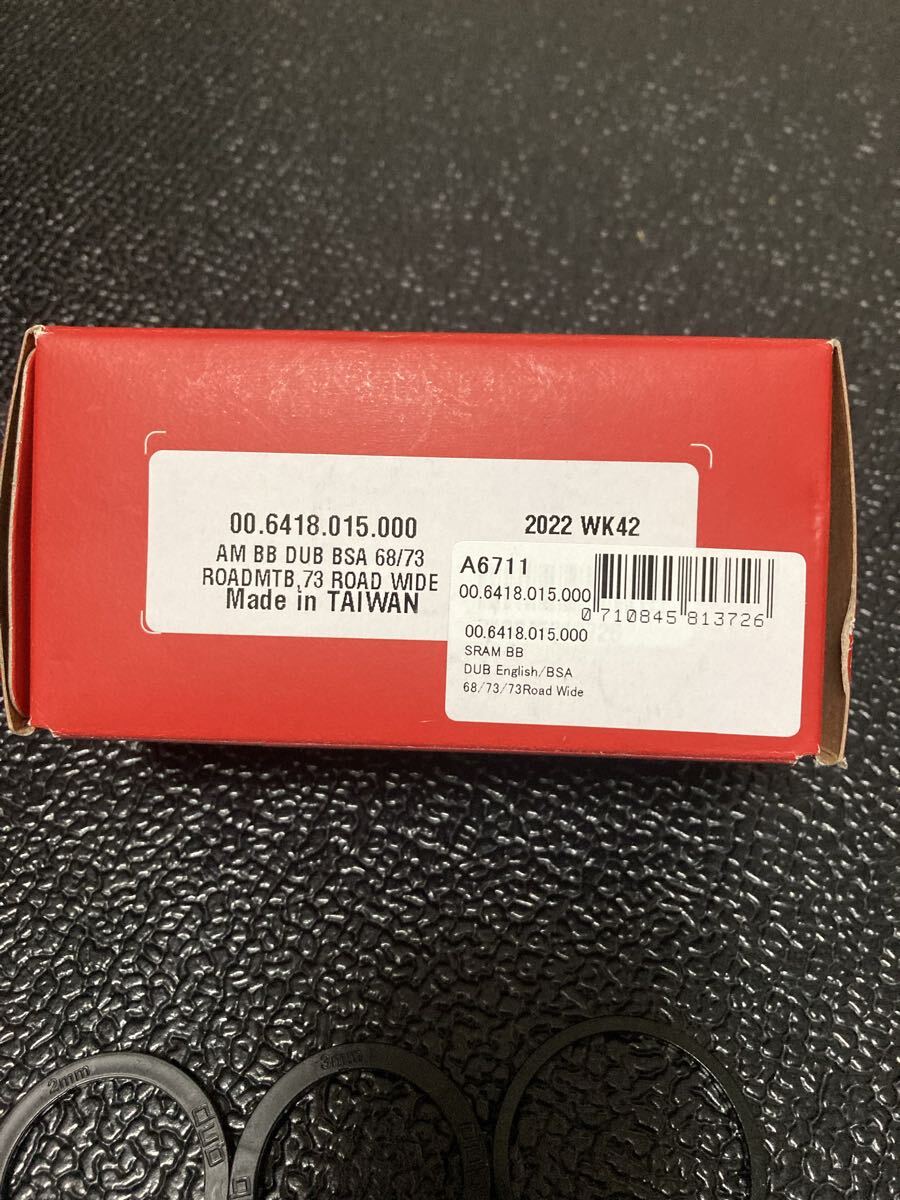 00.6418.015.000
2022 WK42
AM BB DUB BSA 68/73
ROADMTB,73 ROAD WIDE
Made in TAIWAN
A6711
00.6418.015.000
0 710845 813726
00.6418.015.000
SRAM BB
DUB English/BSA
68/73/73Road Wide
2mm
dub
3mm